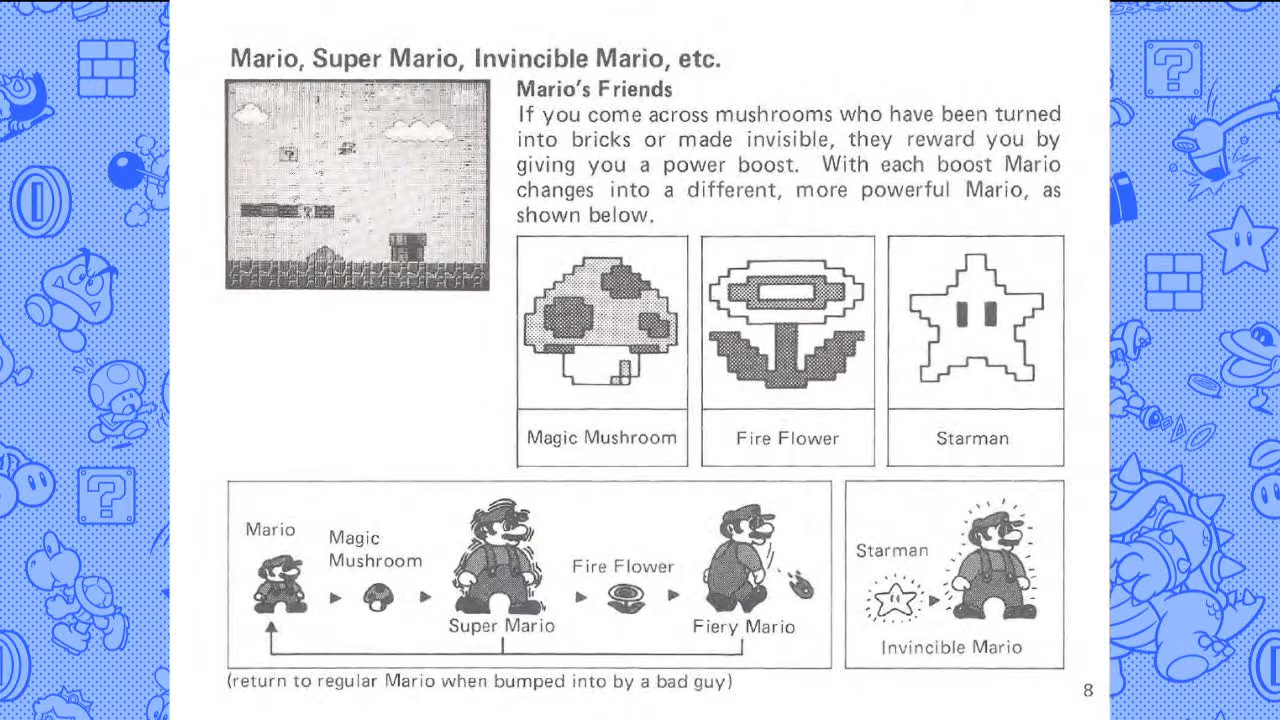 Mario, Super Mario, Invincible Mario, etc.
Mario's Friends
If you come across mushrooms who have been turned
into bricks or made invisible, they reward you by
giving you a power boost. With each boost Mario
changes into a different, more powerful Mario, as
shown below.
Magic Mushroom
Fire Flower
Starman
Mario
Magic
Mushroom
Super Mario
Fire Flower
Fiery Mario
Starman
Invincible Mario
(return to regular Mario when bumped into by a bad guy)
8